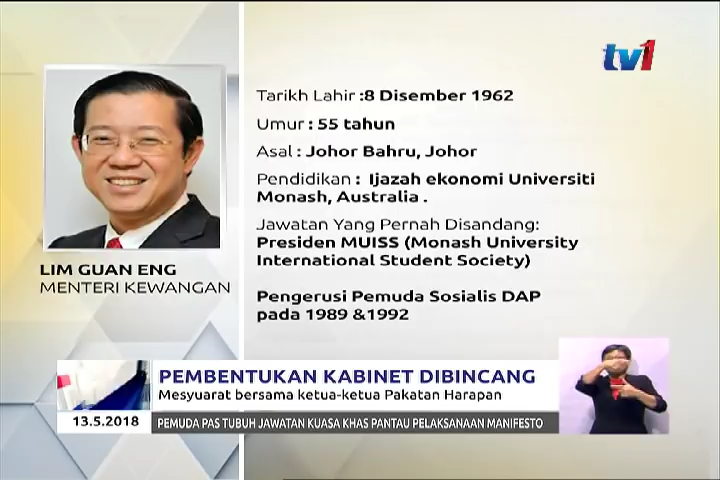 tv1
Tarikh Lahir :8 Disember 1962
Umur : 55 tahun
Asal : Johor Bahru, Johor
Pendidikan : Ijazah ekonomi Universiti
Monash, Australia .
Jawatan Yang Pernah Disandang:
Presiden MUISS (Monash University
International Student Society)
Pengerusi Pemuda Sosialis DAP
pada 1989 &1992
LIM GUAN ENG
MENTERI KEWANGAN
PEMBENTUKAN KABINET DIBINCANG
Mesyuarat bersama ketua-ketua Pakatan Harapan
13.5.2018
PEMUDA PAS TUBUH JAWATAN KUASA KHAS PANTAU PELAKSANAAN MANIFESTO